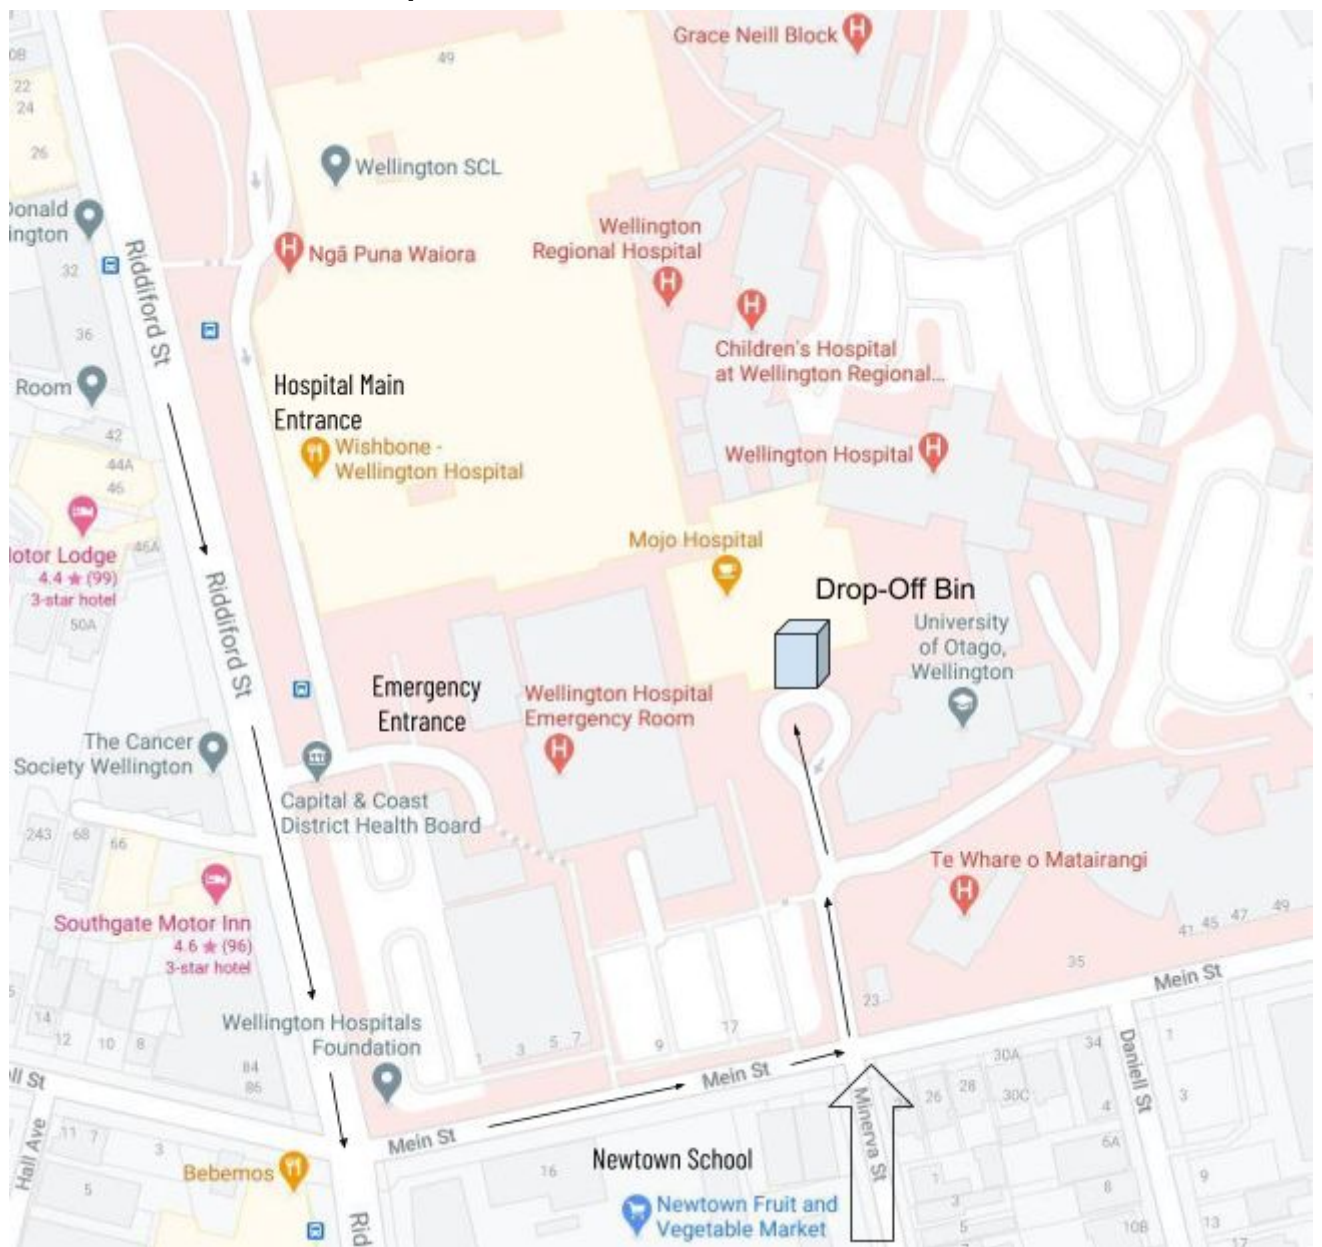 Grace Neill Block
49
22
24
26
Wellington SCL
Wellington
Regional Hospital
Ngā Puna Waiora
32
Riddiford St
36
Children's Hospital
at Wellington Regional...
Room
Hospital Main
Entrance
Wishbone -
Wellington Hospital
Wellington Hospital
42
44A
46
46A
otor Lodge
4.4 ★ (99)
3-star hotel
50A
Mojo Hospital
Drop-Off Bin
University
of Otago,
Wellington
Riddiford St
Emergency
Entrance
Wellington Hospital
Emergency Room
The Cancer
Society Wellington
Capital & Coast
District Health Board
243
68
66
Te Whare o Matairangi
Southgate Motor Inn
4.6 ★ (96)
3-star hotel
41
45
47
49
35
Mein St
23
Wellington Hospitals
Foundation
14
12
10
8
84
86
1
3
5
7
9
17
Mein St
30A
34
28
26
30C
4
6A
8
10B
Daniell St
1
3
9
13
17
Minerva St
1
3
5
ll St
Hall Ave
11
7
3
5
Mein St
Newtown School
16
Bebemos
Newtown Fruit and
Vegetable Market
Rid